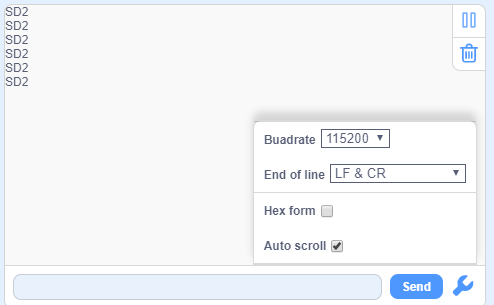 SD2
SD2
SD2
SD2
SD2
SD2
Buadrate 115200
End of line LF & CR
Hex form
Auto scroll
Send